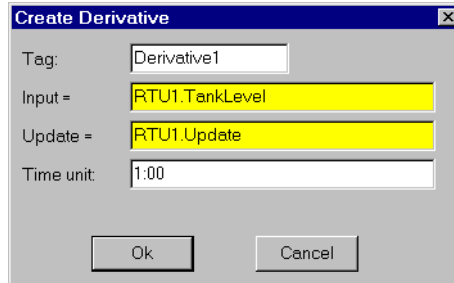 Create Derivative
Tag: Derivative1
Input = RTU1.TankLevel
Update = RTU1.Update
Time unit: 1:00
Ok Cancel